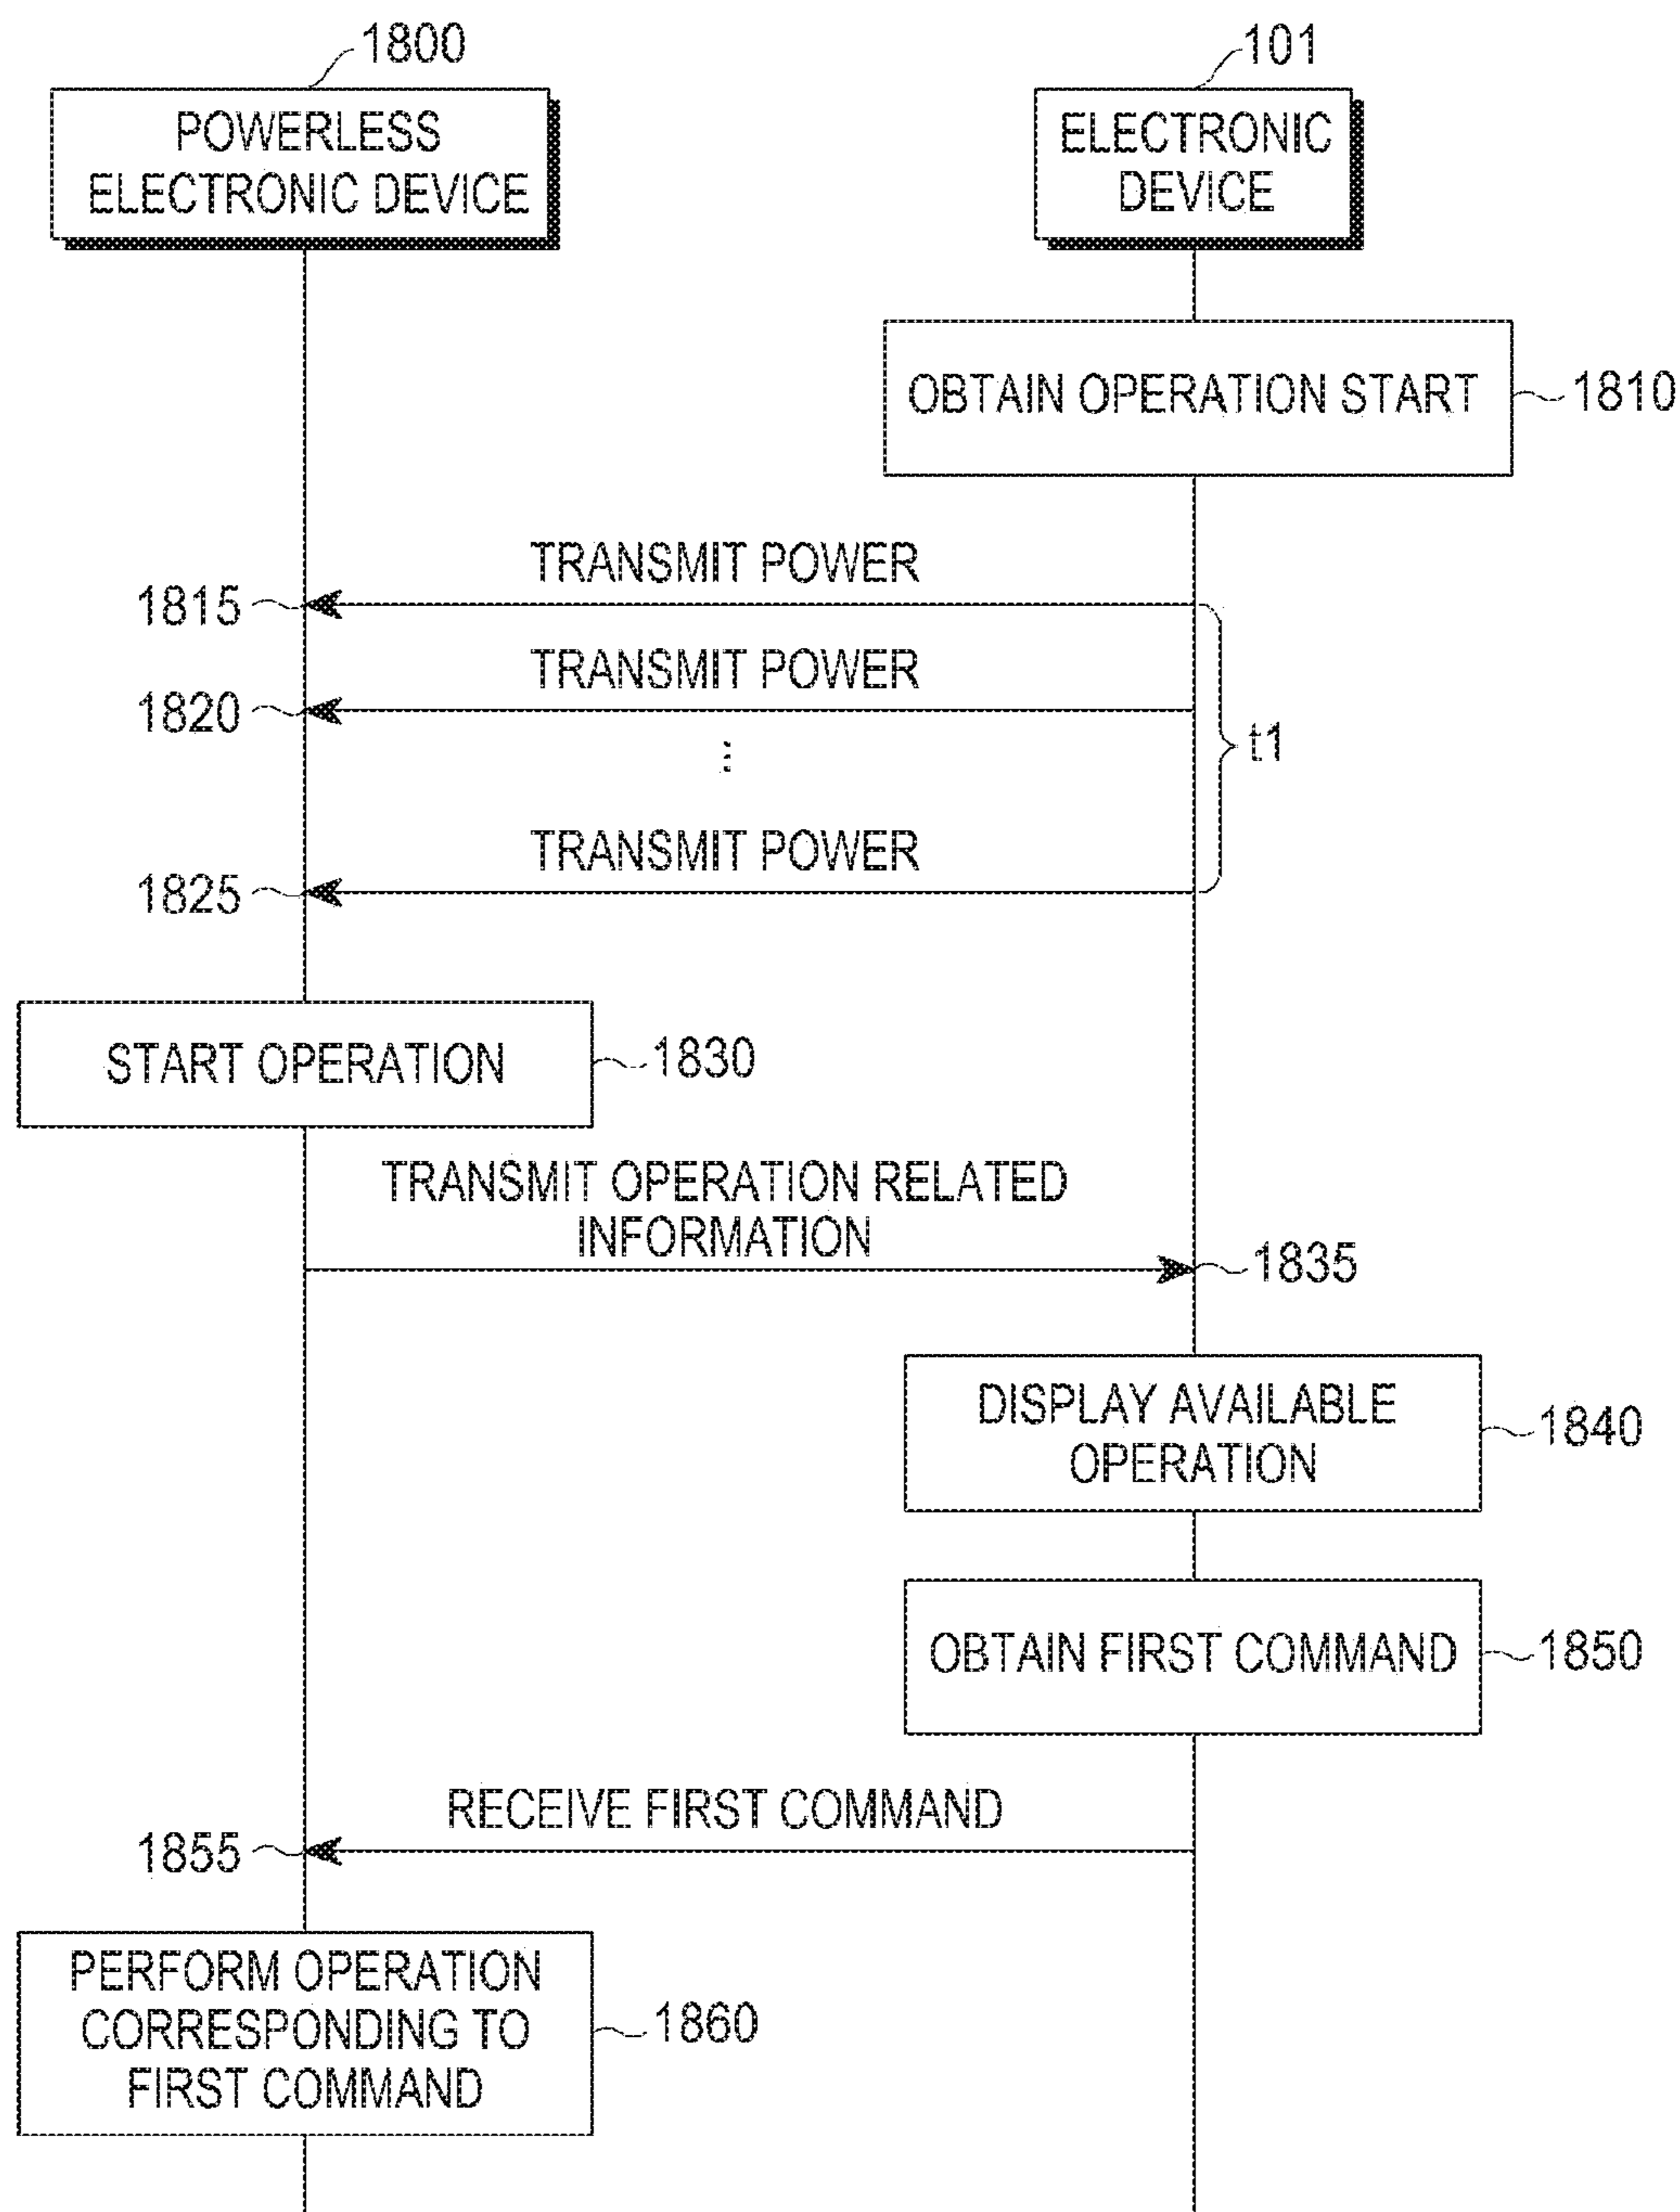 1800
101
POWERLESS
ELECTRONIC DEVICE
ELECTRONIC
DEVICE
OBTAIN OPERATION START
1810
TRANSMIT POWER
1815
TRANSMIT POWER
1820
⋮
t1
TRANSMIT POWER
1825
START OPERATION
1830
TRANSMIT OPERATION RELATED
INFORMATION
1835
DISPLAY AVAILABLE
OPERATION
1840
OBTAIN FIRST COMMAND
1850
RECEIVE FIRST COMMAND
1855
PERFORM OPERATION
CORRESPONDING TO
FIRST COMMAND
1860